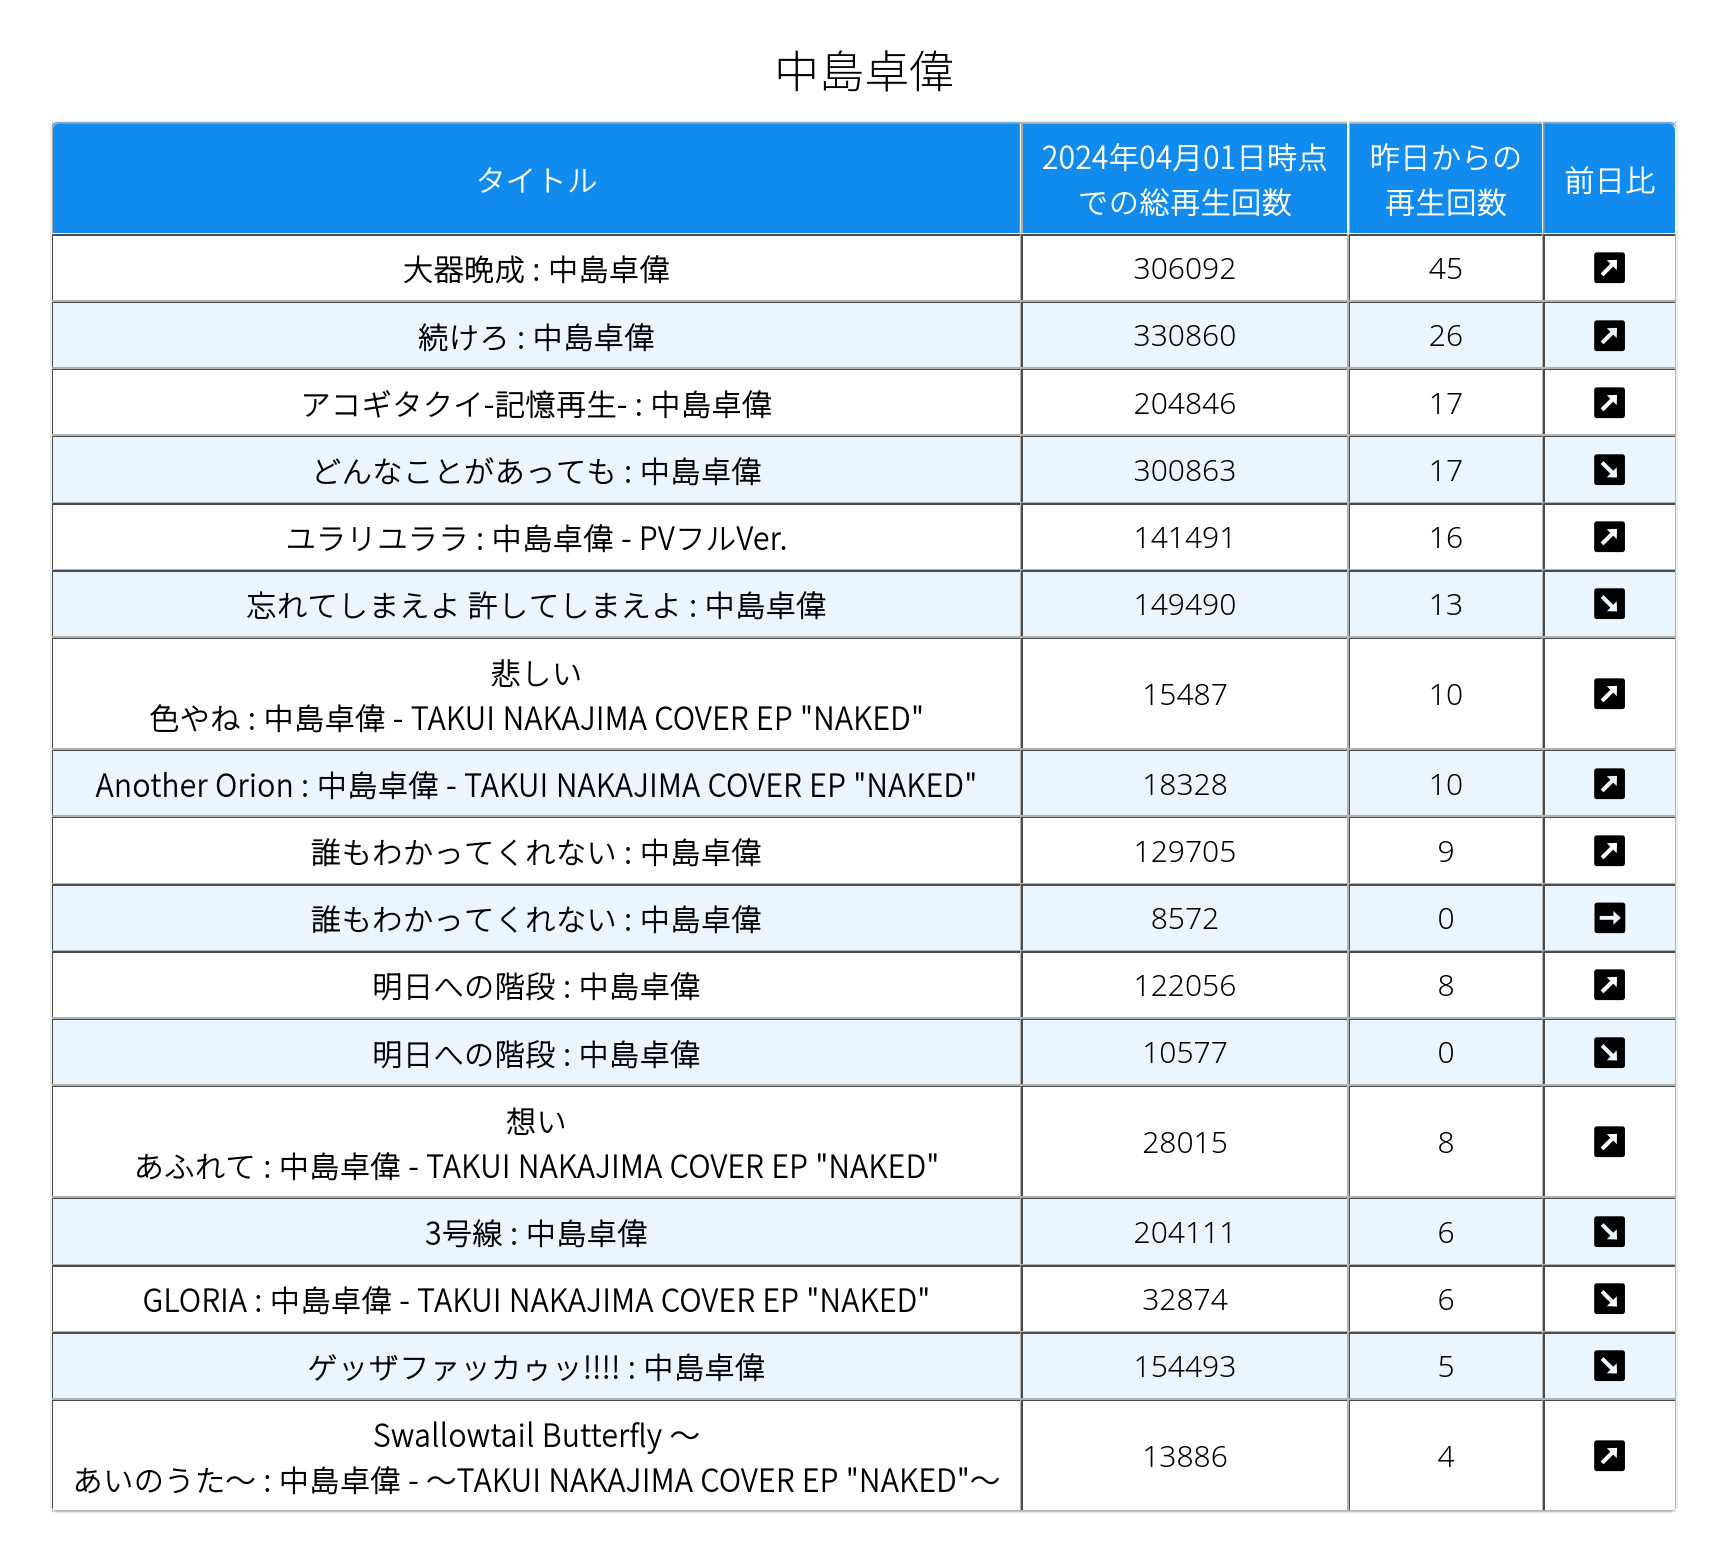 中島卓偉
タイトル
2024年04月01日時点
での総再生回数
昨日からの
再生回数
前日比
大器晩成 : 中島卓偉 306092 45
続けろ : 中島卓偉 330860 26
アコギタクイ-記憶再生- : 中島卓偉 204846 17
どんなことがあっても : 中島卓偉 300863 17
ユラリユララ : 中島卓偉 - PVフルVer. 141491 16
忘れてしまえよ 許してしまえよ : 中島卓偉 149490 13
悲しい
色やね : 中島卓偉 - TAKUI NAKAJIMA COVER EP "NAKED" 15487 10
Another Orion : 中島卓偉 - TAKUI NAKAJIMA COVER EP "NAKED" 18328 10
誰もわかってくれない : 中島卓偉 129705 9
誰もわかってくれない : 中島卓偉 8572 0
明日への階段 : 中島卓偉 122056 8
明日への階段 : 中島卓偉 10577 0
想い
あふれて : 中島卓偉 - TAKUI NAKAJIMA COVER EP "NAKED" 28015 8
3号線 : 中島卓偉 204111 6
GLORIA : 中島卓偉 - TAKUI NAKAJIMA COVER EP "NAKED" 32874 6
ゲッザファッカゥッ!!!! : 中島卓偉 154493 5
Swallowtail Butterfly 〜
あいのうた〜 : 中島卓偉 - 〜TAKUI NAKAJIMA COVER EP "NAKED"〜 13886 4